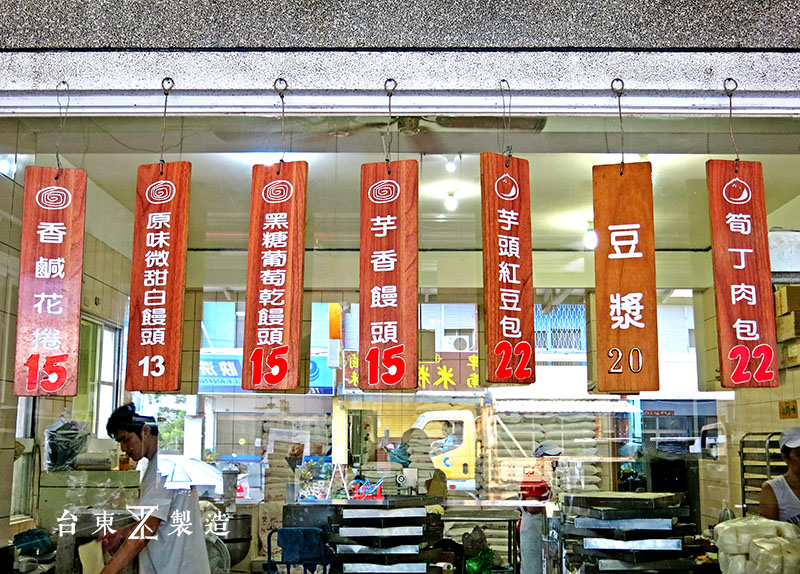 香鹹花捲
15
原味微甜白饅頭
13
黑糖葡萄乾饅頭
15
芋香饅頭
15
芋頭紅豆包
22
豆漿
20
筍丁肉包
22
台東製造